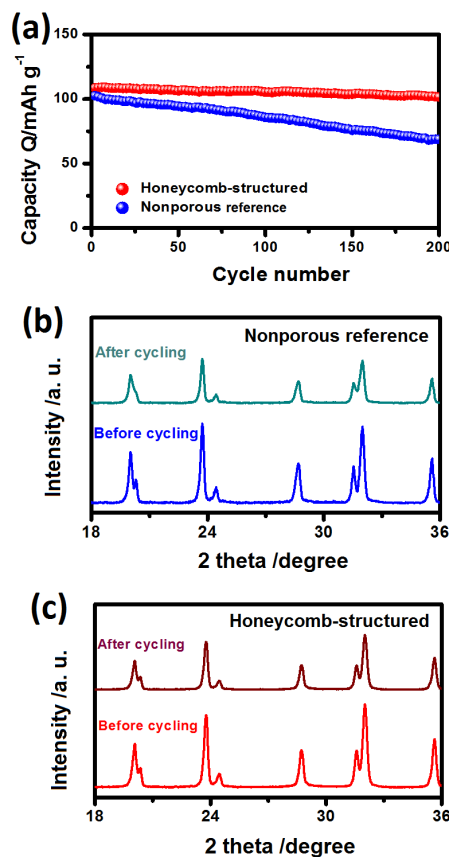 (a)
150
100
50
0
Capacity Q/mAh g⁻¹
Honeycomb-structured
Nonporous reference
0 50 100 150 200
Cycle number
(b)
Nonporous reference
After cycling
Before cycling
Intensity /a. u.
18 24 30 36
2 theta /degree
(c)
Honeycomb-structured
After cycling
Before cycling
Intensity /a. u.
18 24 30 36
2 theta /degree